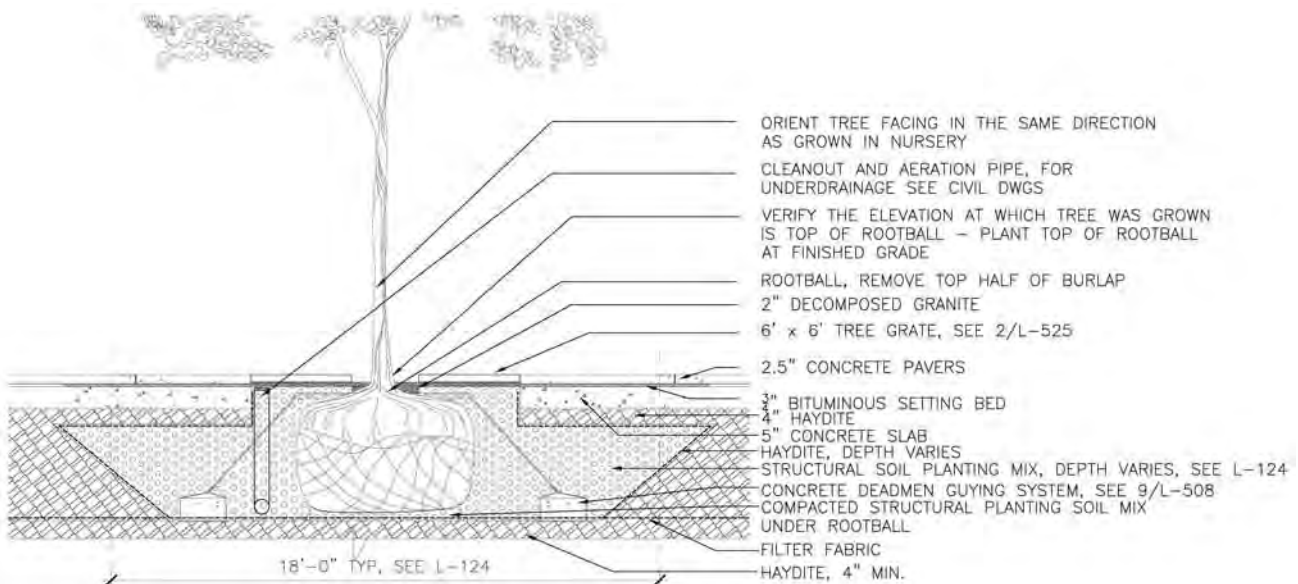 ORIENT TREE FACING IN THE SAME DIRECTION
AS GROWN IN NURSERY
CLEANOUT AND AERATION PIPE, FOR
UNDERDRAINAGE SEE CIVIL DWGS
VERIFY THE ELEVATION AT WHICH TREE WAS GROWN
IS TOP OF ROOTBALL – PLANT TOP OF ROOTBALL
AT FINISHED GRADE
ROOTBALL, REMOVE TOP HALF OF BURLAP
2" DECOMPOSED GRANITE
6' x 6' TREE GRATE, SEE 2/L-525
2.5" CONCRETE PAVERS
BITUMINOUS SETTING BED
4" HAYDITE
5" CONCRETE SLAB
HAYDITE, DEPTH VARIES
STRUCTURAL SOIL PLANTING MIX, DEPTH VARIES, SEE L-124
CONCRETE DEADMEN GUYING SYSTEM, SEE 9/L-508
COMPACTED STRUCTURAL PLANTING SOIL MIX
UNDER ROOTBALL
FILTER FABRIC
HAYDITE, 4" MIN.
18'-0" TYP, SEE L-124